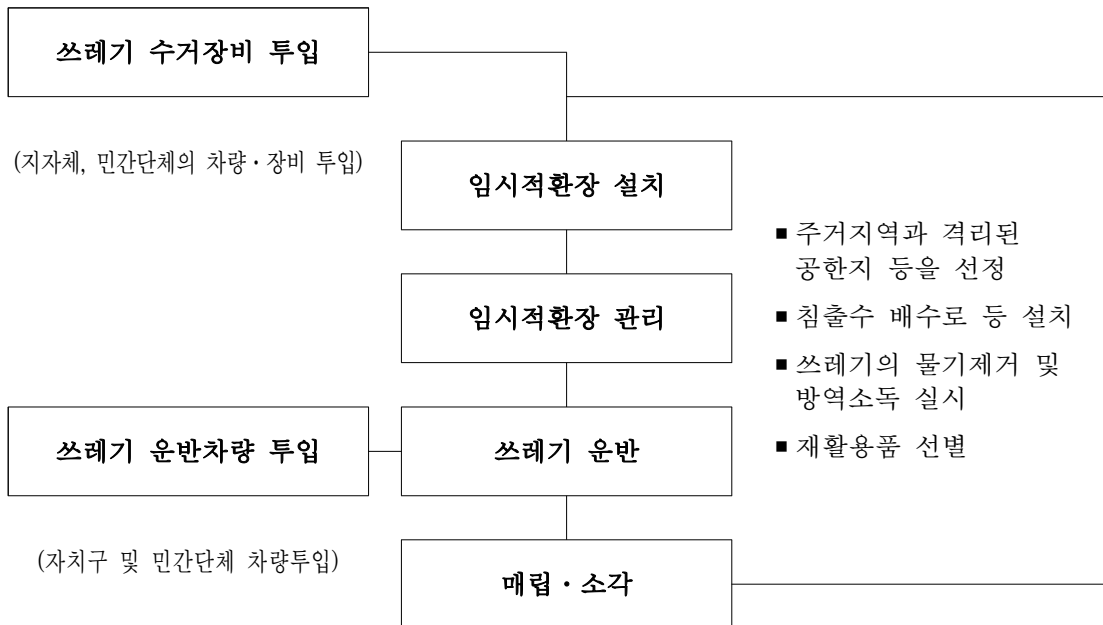 쓰레기 수거장비 투입
(지자체, 민간단체의 차량·장비 투입)
임시적환장 설치
임시적환장 관리
■ 주거지역과 격리된
공한지 등을 선정
■ 침출수 배수로 등 설치
■ 쓰레기의 물기제거 및
방역소독 실시
■ 재활용품 선별
쓰레기 운반차량 투입
쓰레기 운반
(자치구 및 민간단체 차량투입)
매립·소각